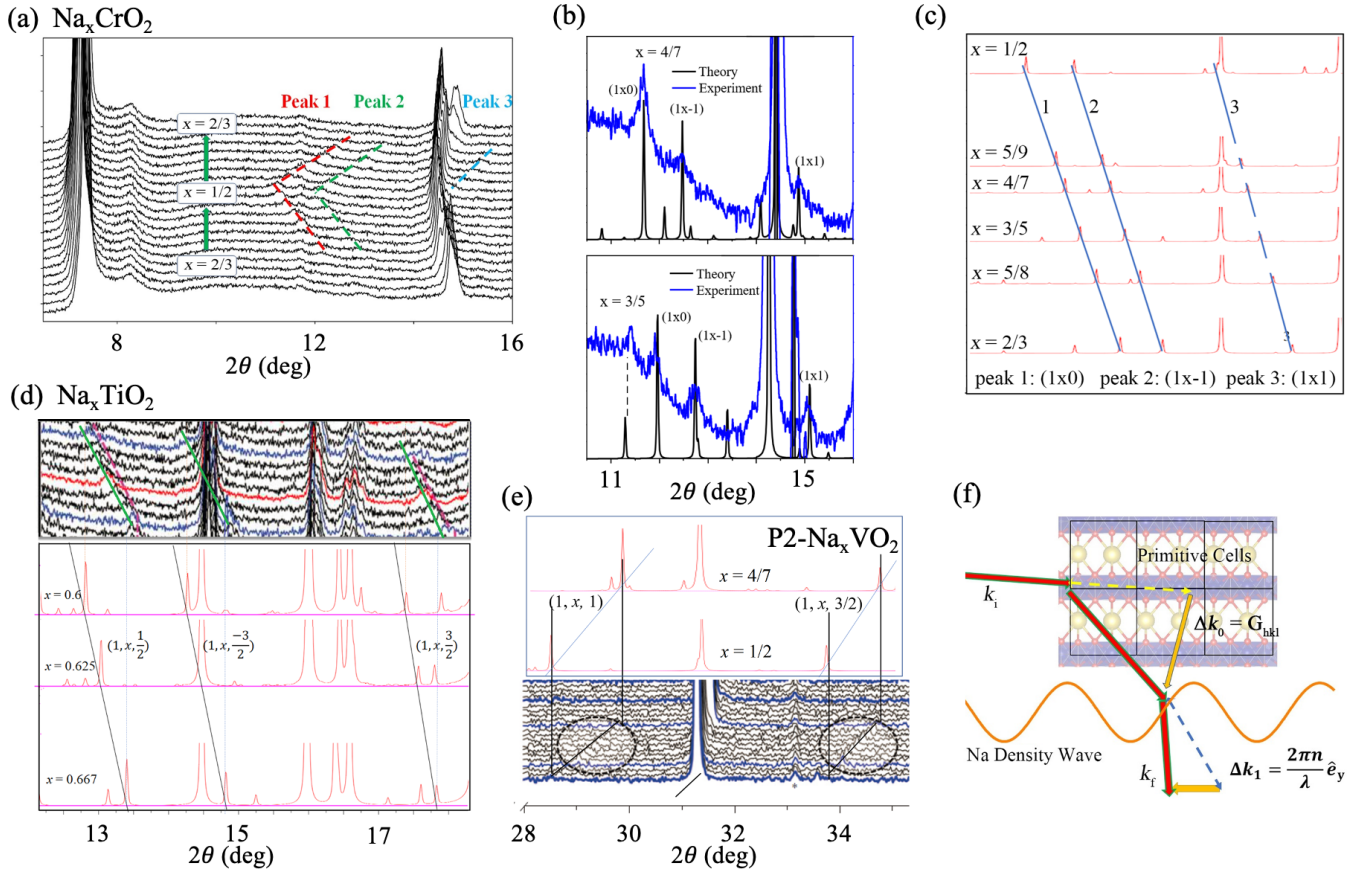 (a) NaₓCrO₂
Peak 1
Peak 2
Peak 3
x = 2/3
x = 1/2
x = 2/3
8 12 16
2θ (deg)
(b)
x = 4/7
Theory
Experiment
(1x0)
(1x-1)
(1x1)
Theory
Experiment
x = 3/5
(1x0)
(1x-1)
(1x1)
11 15
2θ (deg)
(c)
x = 1/2
1 2 3
x = 5/9
x = 4/7
x = 3/5
x = 5/8
3
x = 2/3
peak 1: (1x0) peak 2: (1x-1) peak 3: (1x1)
(d) NaₓTiO₂
x = 0.6
(1,x,1/2)
(1,x,-3/2)
(1,x,3/2)
x = 0.625
x = 0.667
13 15 17
2θ (deg)
(e)
P2-NaₓVO₂
x = 4/7
(1, x, 1)
(1, x, 3/2)
x = 1/2
*
28 30 32 34
2θ (deg)
(f)
Primitive Cells
kᵢ
Δk₀ = Gₕₖₗ
Na Density Wave
k_f
Δk₁ = 2πn/λ ê_y